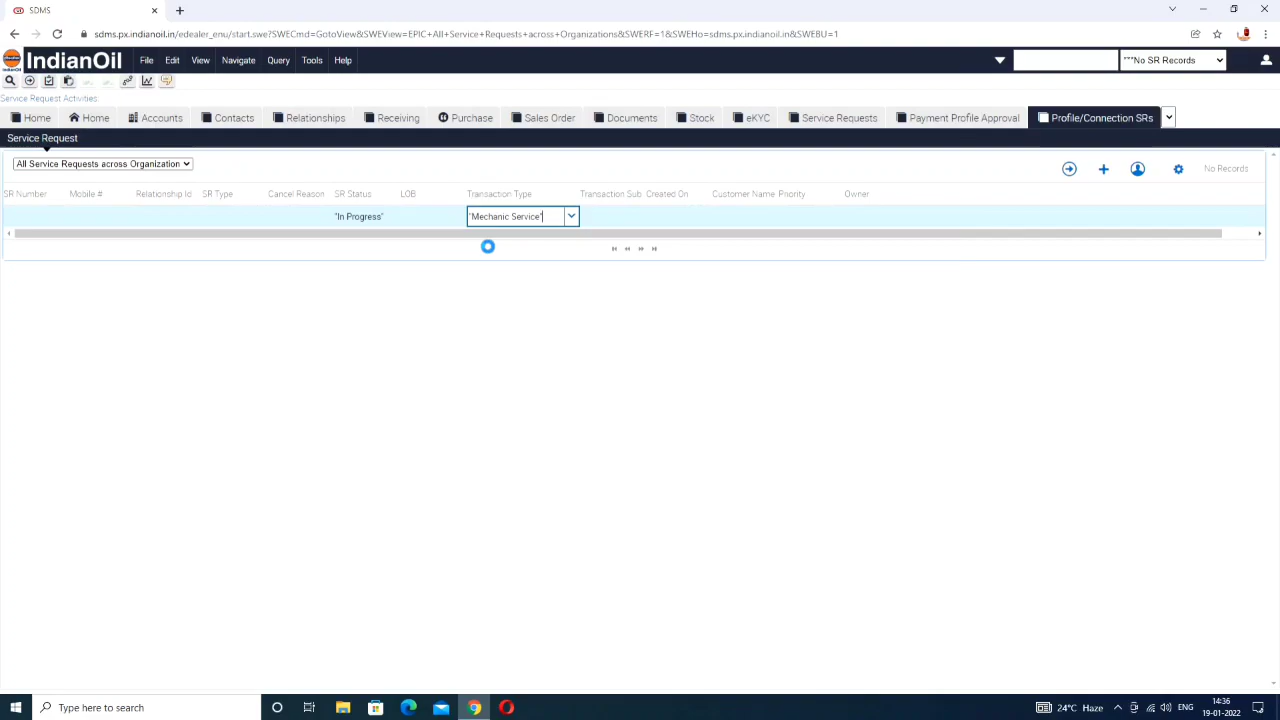 SDMS
sdms.px.indianoil.in/edealer_enu/start.swe?SWECmd=GotoView&SWEView=EPIC+All+Service+Requests+across+Organizations&SWERF=1&SWEHo=sdms.px.indianoil.in&SWEBU=1
IndianOil File Edit View Navigate Query Tools Help ***No SR Records
Service Request Activities:
Home Home Accounts Contacts Relationships Receiving Purchase Sales Order Documents Stock eKYC Service Requests Payment Profile Approval Profile/Connection SRs
Service Request
All Service Requests across Organization No Records
SR Number Mobile # Relationship Id SR Type Cancel Reason SR Status LOB Transaction Type Transaction Sub Created On Customer Name Priority Owner
"In Progress" "Mechanic Service"
Type here to search 24°C Haze ENG 14:36
19-01-2022